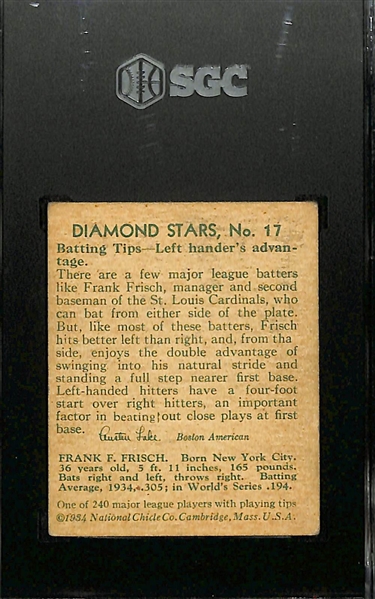 SGC
DIAMOND STARS, No. 17
Batting Tips—Left hander's advan-
tage.
There are a few major league batters
like Frank Frisch, manager and second
baseman of the St. Louis Cardinals, who
can bat from either side of the plate.
But, like most of these batters, Frisch
hits better left than right, and, from tha
side, enjoys the double advantage of
swinging into his natural stride and
standing a full step nearer first base.
Left-handed hitters have a four-foot
start over right hitters, an important
factor in beating out close plays at first
base. Austen Lake Boston American
FRANK F. FRISCH. Born New York City.
36 years old, 5 ft. 11 inches, 165 pounds.
Bats right and left, throws right. Batting
Average, 1934, .305; in World's Series .194.
One of 240 major league players with playing tips
©1934 National Chicle Co. Cambridge, Mass. U.S.A.